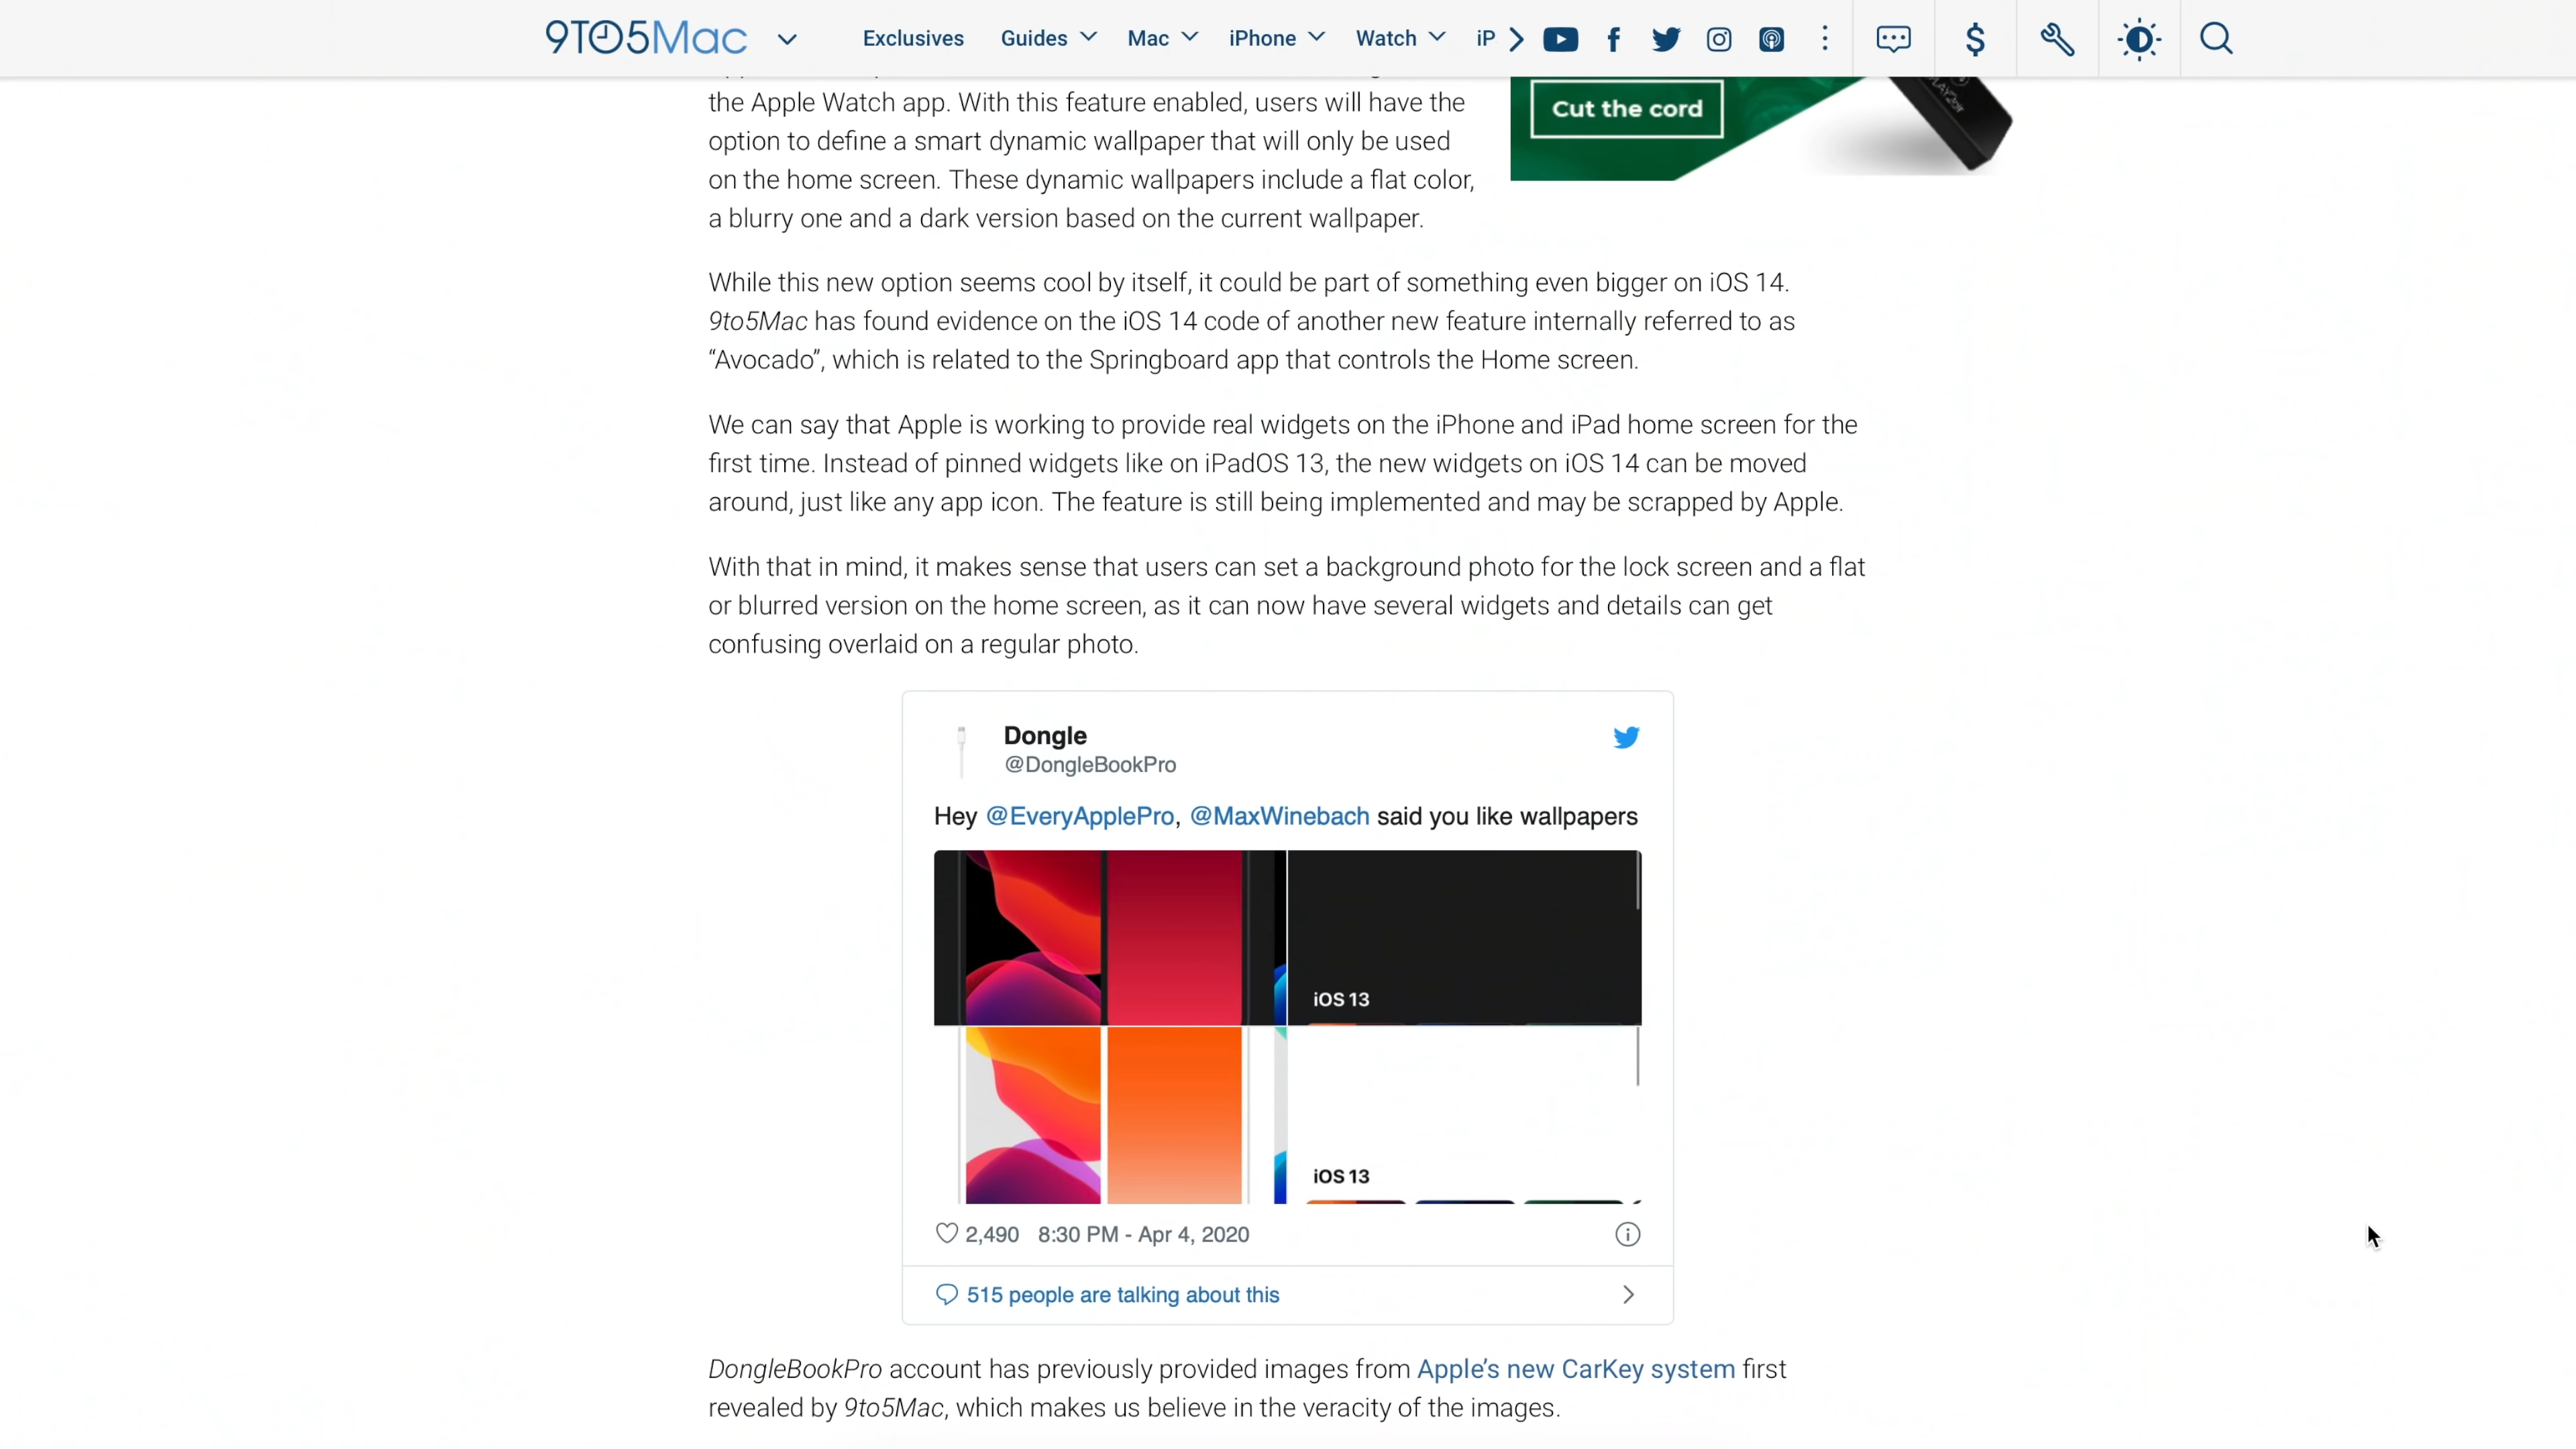 9TO5Mac Exclusives Guides Mac iPhone Watch iP
Cut the cord
the Apple Watch app. With this feature enabled, users will have the
option to define a smart dynamic wallpaper that will only be used
on the home screen. These dynamic wallpapers include a flat color,
a blurry one and a dark version based on the current wallpaper.
While this new option seems cool by itself, it could be part of something even bigger on iOS 14.
9to5Mac has found evidence on the iOS 14 code of another new feature internally referred to as
“Avocado”, which is related to the Springboard app that controls the Home screen.
We can say that Apple is working to provide real widgets on the iPhone and iPad home screen for the
first time. Instead of pinned widgets like on iPadOS 13, the new widgets on iOS 14 can be moved
around, just like any app icon. The feature is still being implemented and may be scrapped by Apple.
With that in mind, it makes sense that users can set a background photo for the lock screen and a flat
or blurred version on the home screen, as it can now have several widgets and details can get
confusing overlaid on a regular photo.
Dongle
@DongleBookPro
Hey @EveryApplePro, @MaxWinebach said you like wallpapers
iOS 13
iOS 13
2,490 8:30 PM - Apr 4, 2020
515 people are talking about this
DongleBookPro account has previously provided images from Apple’s new CarKey system first
revealed by 9to5Mac, which makes us believe in the veracity of the images.